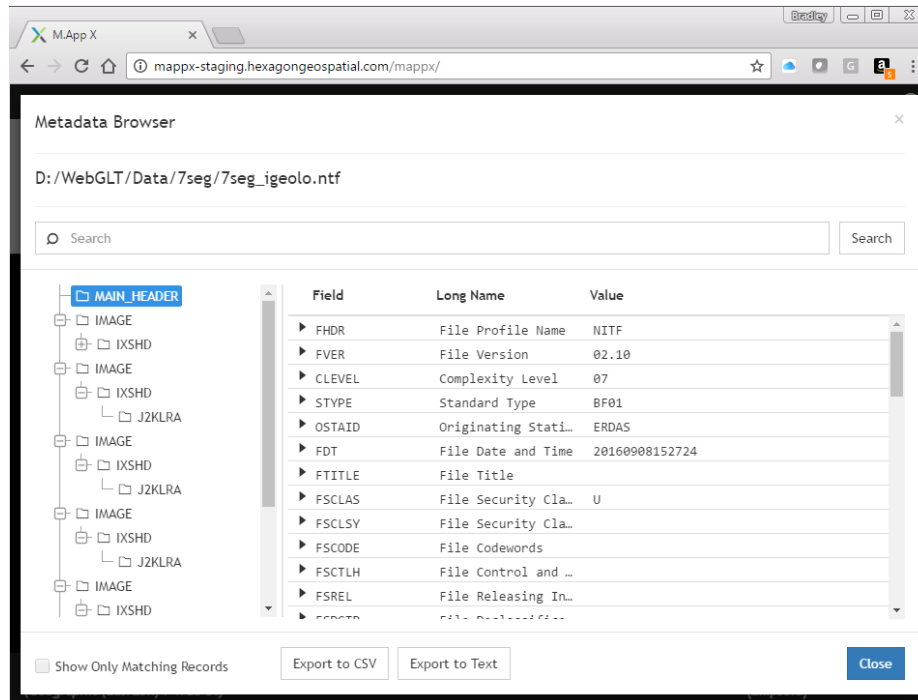 Bradley
M.App X
mappx-staging.hexagongeospatial.com/mappx/
Metadata Browser
D:/WebGLT/Data/7seg/7seg_igeolo.ntf
Search Search
MAIN_HEADER
IMAGE
IXSHD
IMAGE
IXSHD
J2KLRA
IMAGE
IXSHD
J2KLRA
IMAGE
IXSHD
J2KLRA
IMAGE
IXSHD
Field Long Name Value
FHDR File Profile Name NITF
FVER File Version 02.10
CLEVEL Complexity Level 07
STYPE Standard Type BF01
OSTAID Originating Stati… ERDAS
FDT File Date and Time 20160908152724
FTITLE File Title
FSCLAS File Security Cla… U
FSCLSY File Security Cla…
FSCODE File Codewords
FSCTLH File Control and …
FSREL File Releasing In…
Show Only Matching Records Export to CSV Export to Text Close